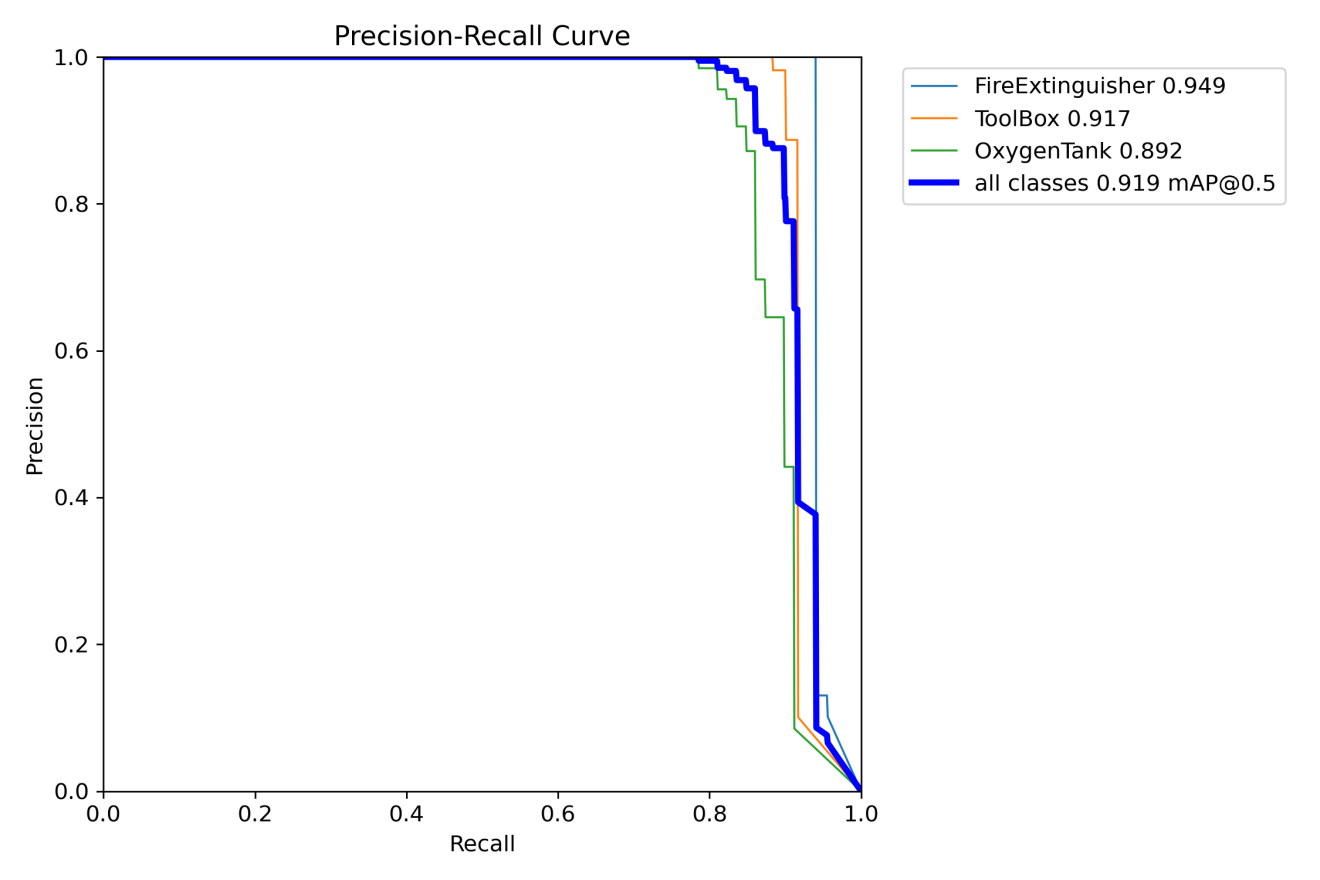 Precision-Recall Curve
1.0
0.8
0.6
0.4
0.2
0.0
Precision
0.0 0.2 0.4 0.6 0.8 1.0
Recall
FireExtinguisher 0.949
ToolBox 0.917
OxygenTank 0.892
all classes 0.919 mAP@0.5